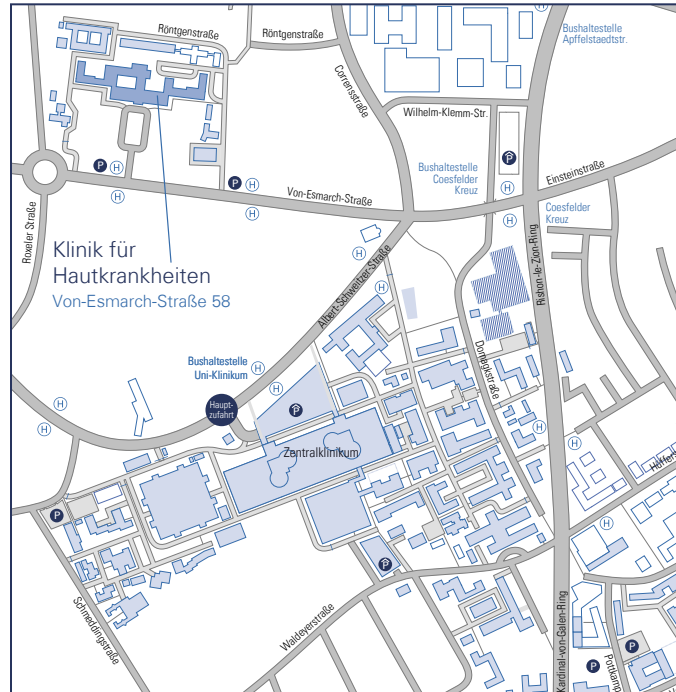 Röntgenstraße
Röntgenstraße
Bushaltestelle
Apffelstaedtstr.
Corrensstraße
Wilhelm-Klemm-Str.
P
H
P
H
P
H
H
Bushaltestelle
Coesfelder
Kreuz
H
H
Einsteinstraße
Von-Esmarch-Straße
Coesfelder
Kreuz
Roxeler Straße
Klinik für
Hautkrankheiten
Von-Esmarch-Straße 58
H
Albert-Schweitzer-Straße
Rishon-le-Zion-Ring
H
Domagkstraße
Bushaltestelle
Uni-Klinikum
H
H
H
H
Haupt-
zufahrt
P
H
H
Zentralklinikum
Hüffers
P
H
P
Schmeddingstraße
Waldeyerstraße
Kardinal-von-Galen-Ring
Pottkamp
P
P